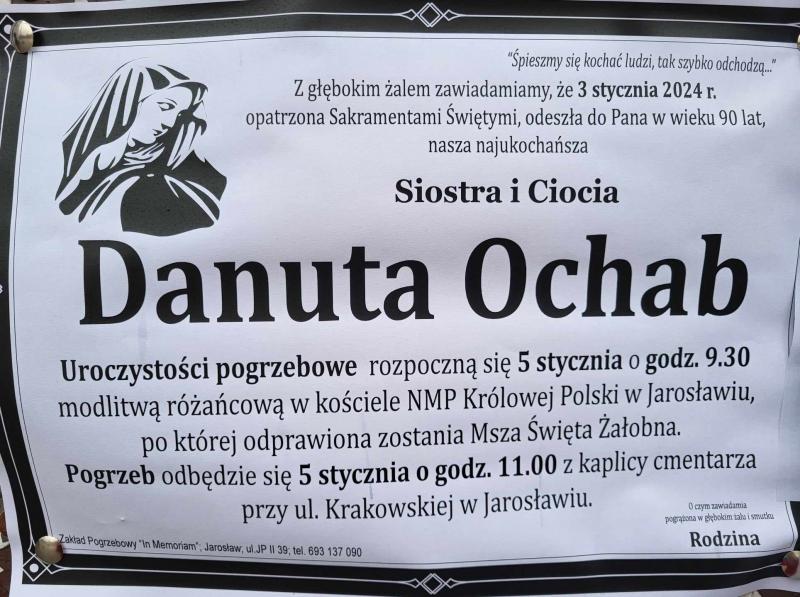 “Śpieszmy się kochać ludzi, tak szybko odchodzą...”
Z głębokim żalem zawiadamiamy, że 3 stycznia 2024 r.
opatrzona Sakramentami Świętymi, odeszła do Pana w wieku 90 lat,
nasza najukochańsza
Siostra i Ciocia
Danuta Ochab
Uroczystości pogrzebowe rozpoczną się 5 stycznia o godz. 9.30
modlitwą różańcową w kościele NMP Królowej Polski w Jarosławiu,
po której odprawiona zostania Msza Święta Żałobna.
Pogrzeb odbędzie się 5 stycznia o godz. 11.00 z kaplicy cmentarza
przy ul. Krakowskiej w Jarosławiu.
O czym zawiadamia
pogrążona w głębokim żalu i smutku
Rodzina
Zakład Pogrzebowy "In Memoriam"; Jarosław; ul.JP II 39; tel. 693 137 090